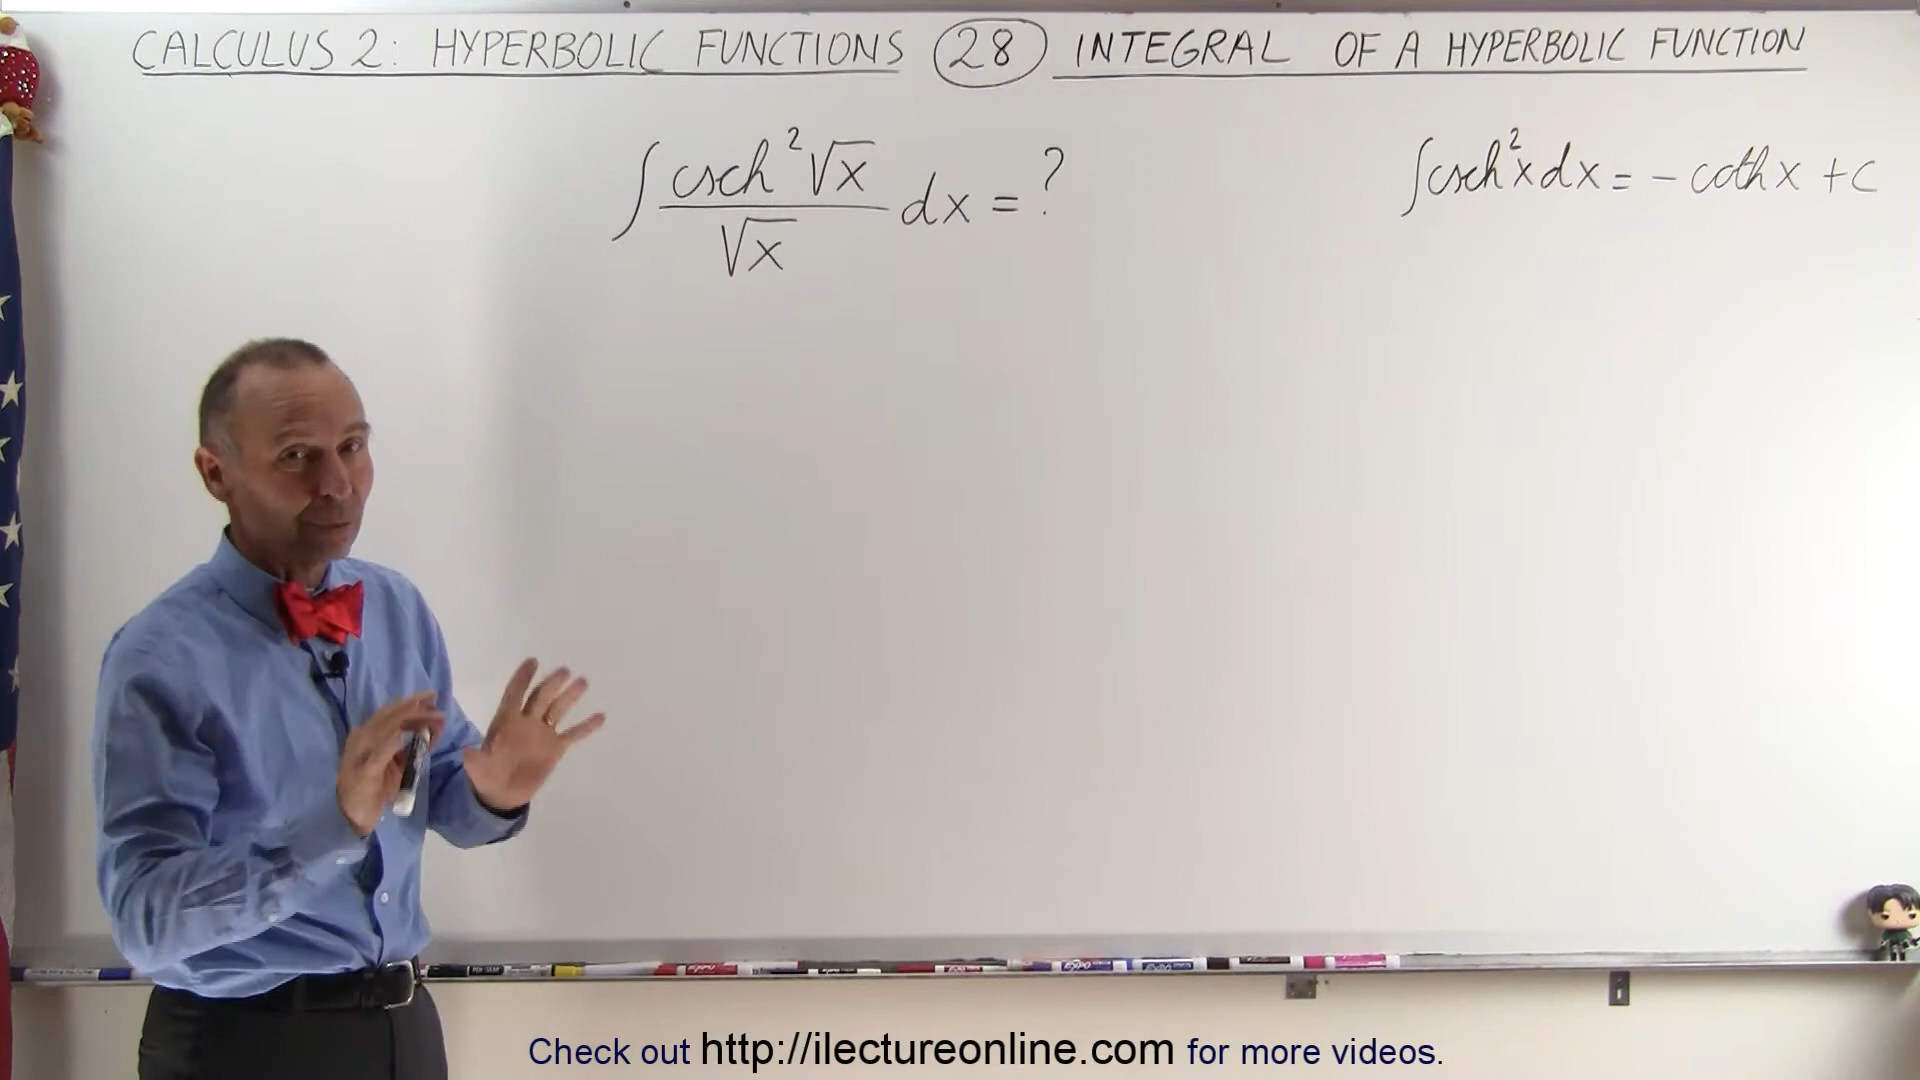 CALCULUS 2: HYPERBOLIC FUNCTIONS 28 INTEGRAL OF A HYPERBOLIC FUNCTION
∫ csch²√x / √x dx = ?
∫csch²x dx = - coth x + c
Check out http://ilectureonline.com for more videos.